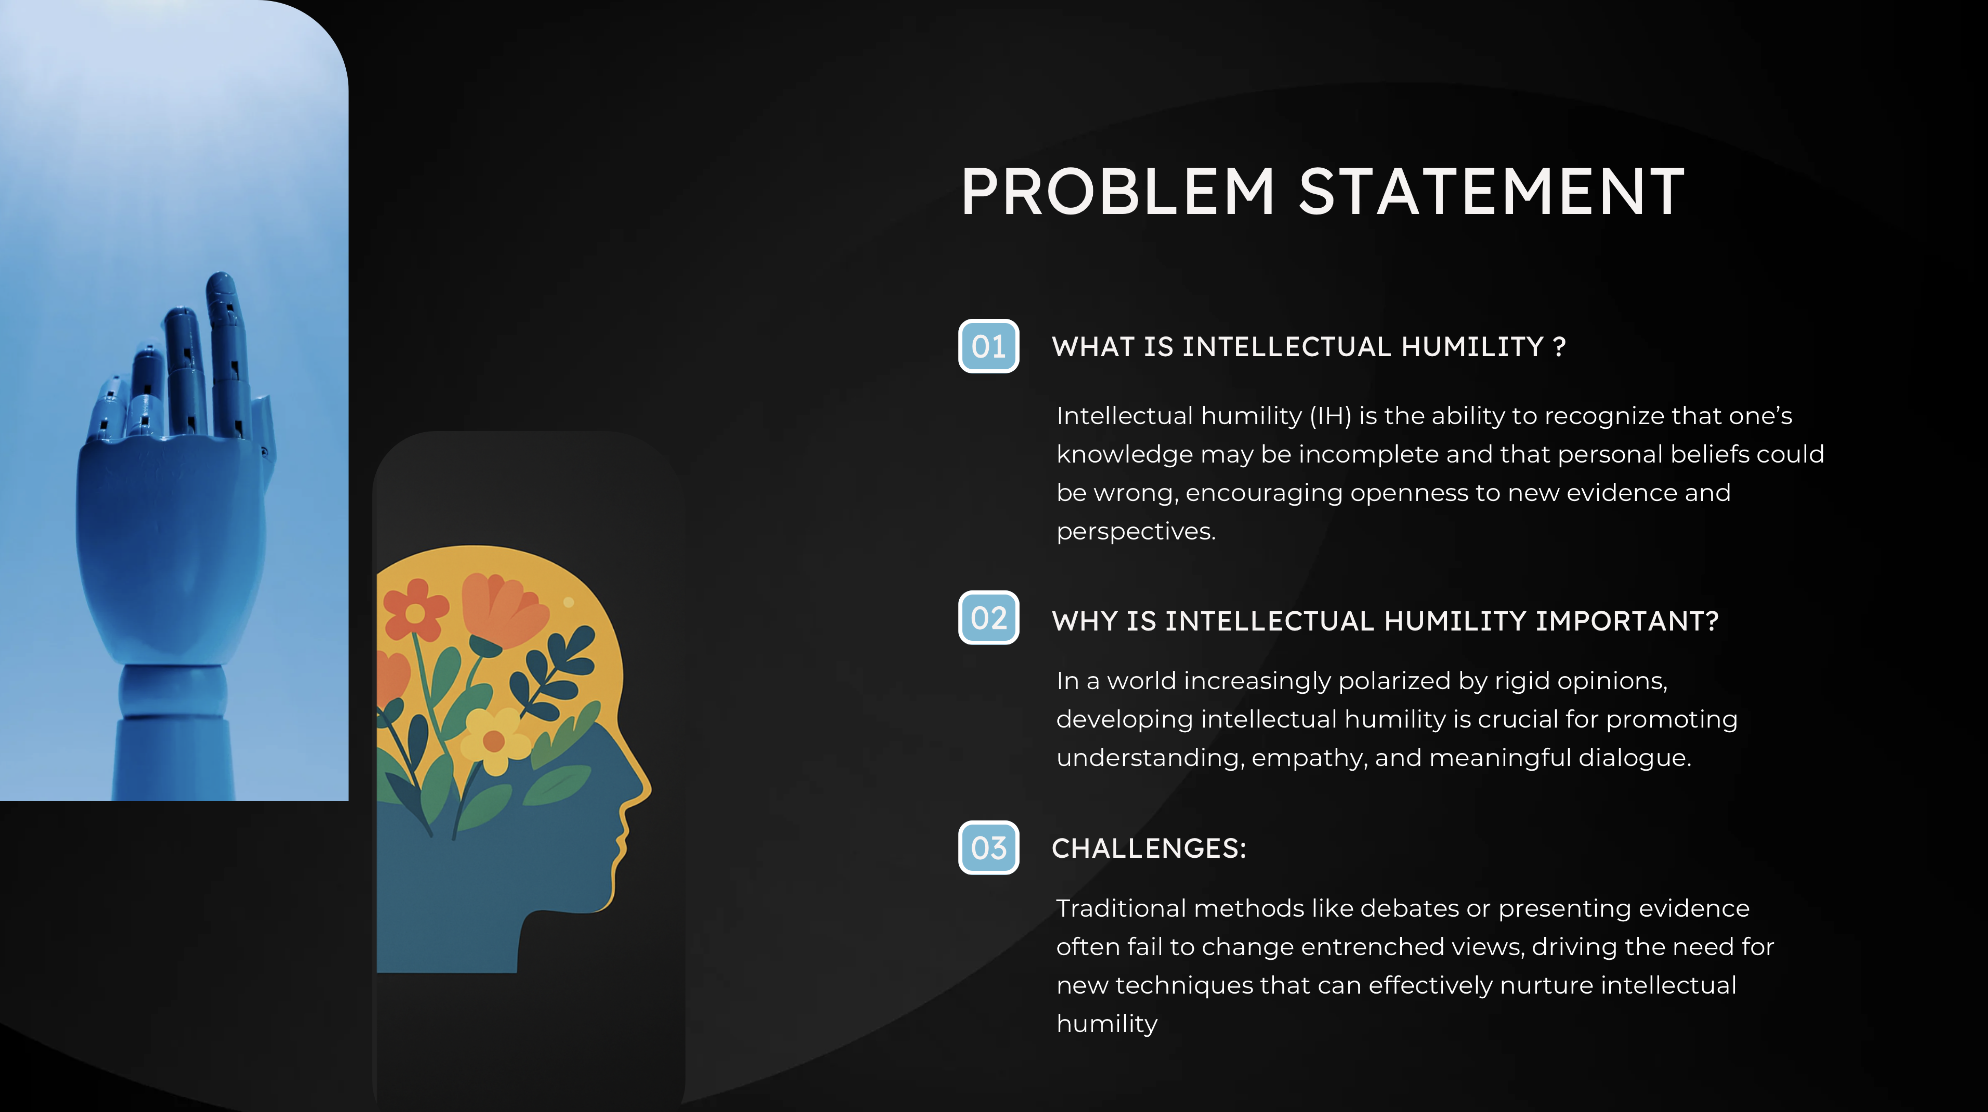 PROBLEM STATEMENT
01
WHAT IS INTELLECTUAL HUMILITY ?
Intellectual humility (IH) is the ability to recognize that one’s
knowledge may be incomplete and that personal beliefs could
be wrong, encouraging openness to new evidence and
perspectives.
02
WHY IS INTELLECTUAL HUMILITY IMPORTANT?
In a world increasingly polarized by rigid opinions,
developing intellectual humility is crucial for promoting
understanding, empathy, and meaningful dialogue.
03
CHALLENGES:
Traditional methods like debates or presenting evidence
often fail to change entrenched views, driving the need for
new techniques that can effectively nurture intellectual
humility